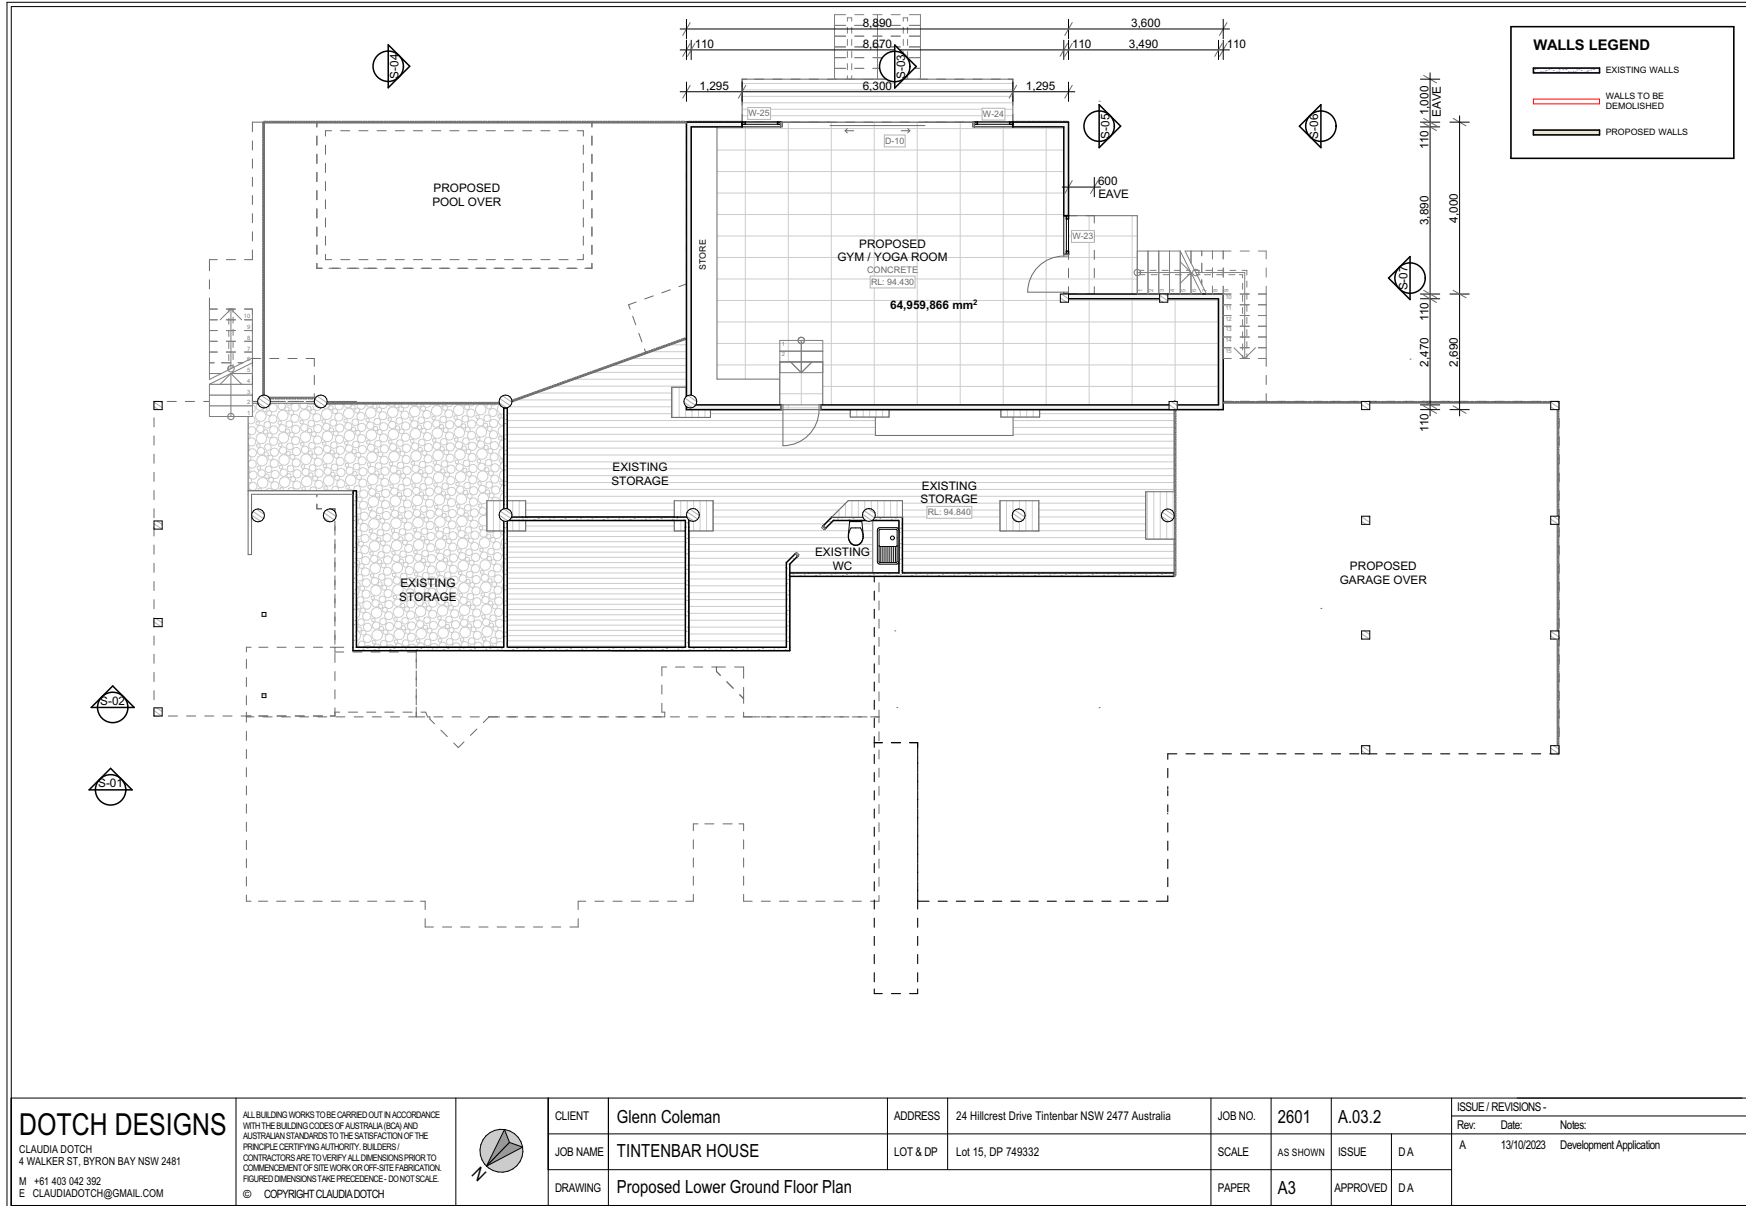 8,890
3,600
110
8,670
110
3,490
110
1,295
6,300
1,295
S-04
S-03
S-05
S-06
S-07
S-02
S-01
WALLS LEGEND
EXISTING WALLS
WALLS TO BE
DEMOLISHED
PROPOSED WALLS
1,000
EAVE
110
3,890
4,000
110
2,470
2,690
110
W-25
W-24
D-10
600
EAVE
W-23
PROPOSED
POOL OVER
STORE
PROPOSED
GYM / YOGA ROOM
CONCRETE
RL: 94.430
64,959,866 mm²
EXISTING
STORAGE
EXISTING
STORAGE
RL: 94.840
EXISTING
WC
EXISTING
STORAGE
PROPOSED
GARAGE OVER
DOTCH DESIGNS
CLAUDIA DOTCH
4 WALKER ST, BYRON BAY NSW 2481
M +61 403 042 392
E CLAUDIADOTCH@GMAIL.COM
ALL BUILDING WORKS TO BE CARRIED OUT IN ACCORDANCE
WITH THE BUILDING CODES OF AUSTRALIA (BCA) AND
AUSTRALIAN STANDARDS TO THE SATISFACTION OF THE
PRINCIPLE CERTIFYING AUTHORITY. BUILDERS /
CONTRACTORS ARE TO VERIFY ALL DIMENSIONS PRIOR TO
COMMENCEMENT OF SITE WORK OR OFF-SITE FABRICATION.
FIGURED DIMENSIONS TAKE PRECEDENCE - DO NOT SCALE.
© COPYRIGHT CLAUDIA DOTCH
N
CLIENT Glenn Coleman ADDRESS 24 Hillcrest Drive Tintenbar NSW 2477 Australia JOB NO. 2601 A.03.2
JOB NAME TINTENBAR HOUSE LOT & DP Lot 15, DP 749332 SCALE AS SHOWN ISSUE DA
DRAWING Proposed Lower Ground Floor Plan PAPER A3 APPROVED DA
ISSUE / REVISIONS -
Rev: Date: Notes:
A 13/10/2023 Development Application